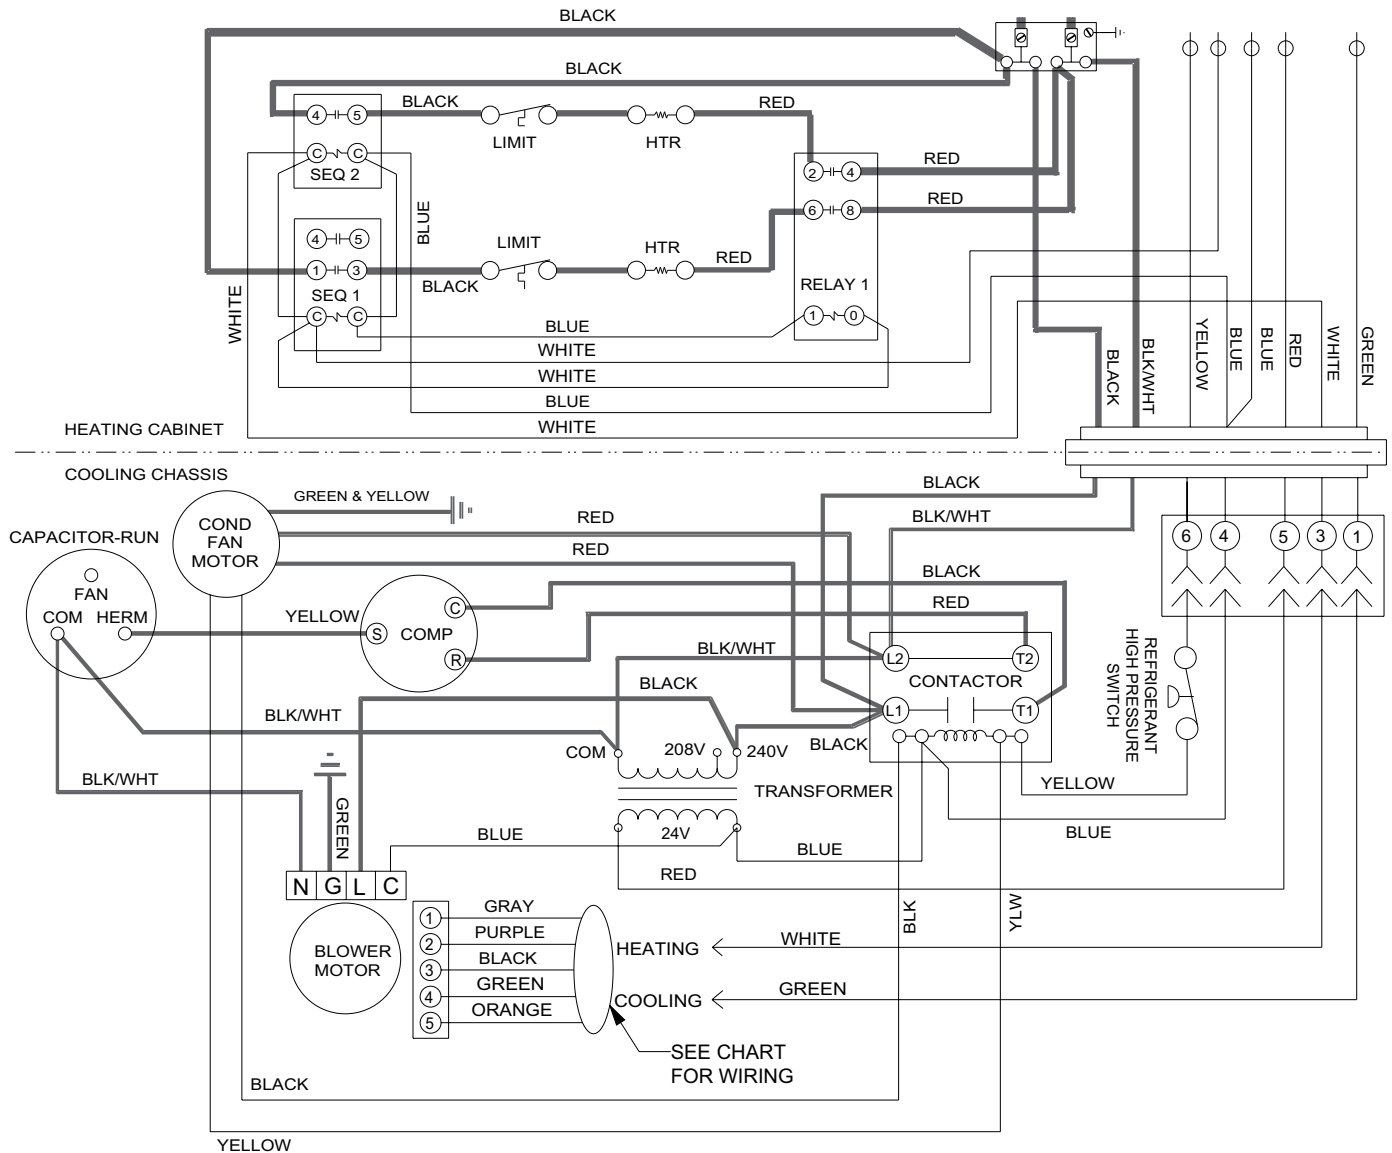 BLACK
BLACK
BLACK
RED
4
5
LIMIT
HTR
C
C
SEQ 2
RED
2
4
RED
6
8
BLUE
4
5
LIMIT
HTR
RED
1
3
BLACK
SEQ 1
RELAY 1
C
C
1
0
WHITE
BLUE
WHITE
WHITE
BLUE
WHITE
BLACK
BLK/WHT
YELLOW
BLUE
BLUE
RED
WHITE
GREEN
HEATING CABINET
COOLING CHASSIS
GREEN & YELLOW
BLACK
RED
BLK/WHT
COND
FAN
MOTOR
CAPACITOR-RUN
RED
6
4
5
3
1
FAN
COM
HERM
YELLOW
S
COMP
C
R
BLACK
RED
BLK/WHT
L2
T2
CONTACTOR
BLACK
L1
T1
REFRIGERANT
HIGH PRESSURE
SWITCH
BLK/WHT
COM
208V
240V
BLACK
BLK/WHT
TRANSFORMER
YELLOW
GREEN
24V
BLUE
BLUE
BLUE
RED
N
G
L
C
BLK
YLW
1
GRAY
2
PURPLE
3
BLACK
4
GREEN
5
ORANGE
BLOWER
MOTOR
HEATING
WHITE
COOLING
GREEN
SEE CHART
FOR WIRING
BLACK
YELLOW